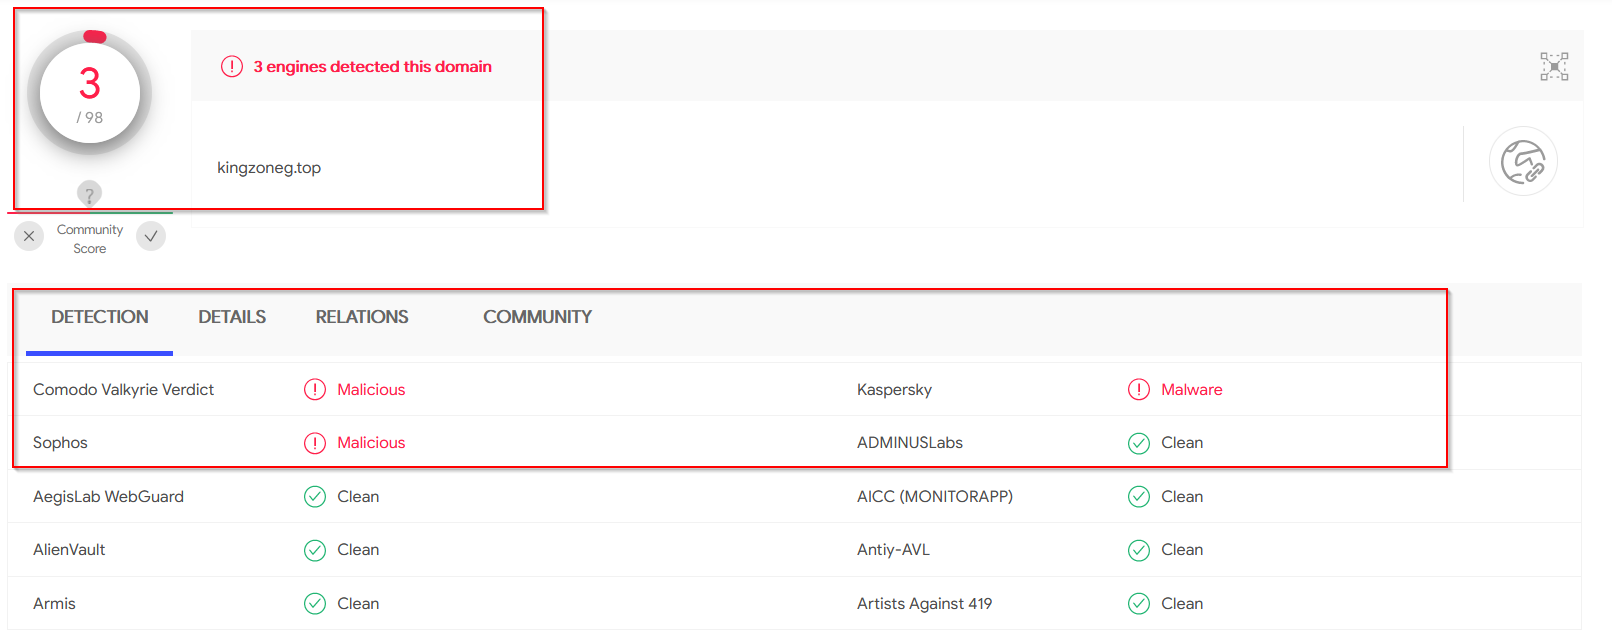 3
/ 98
3 engines detected this domain
kingzoneg.top
?
Community
Score
DETECTION DETAILS RELATIONS COMMUNITY
Comodo Valkyrie Verdict Malicious Kaspersky Malware
Sophos Malicious ADMINUSLabs Clean
AegisLab WebGuard Clean AICC (MONITORAPP) Clean
AlienVault Clean Antiy-AVL Clean
Armis Clean Artists Against 419 Clean